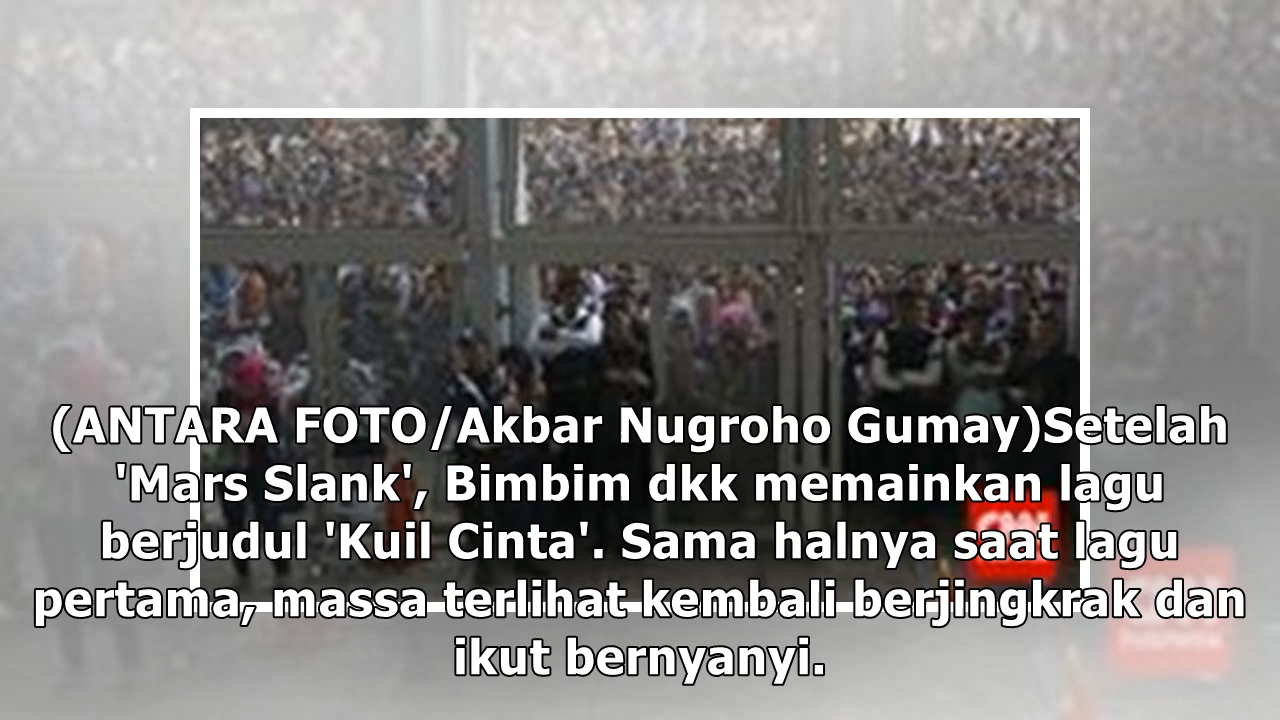 (ANTARA FOTO/Akbar Nugroho Gumay)Setelah
'Mars Slank', Bimbim dkk memainkan lagu
berjudul 'Kuil Cinta'. Sama halnya saat lagu
pertama, massa terlihat kembali berjingkrak dan
ikut bernyanyi.
CNN